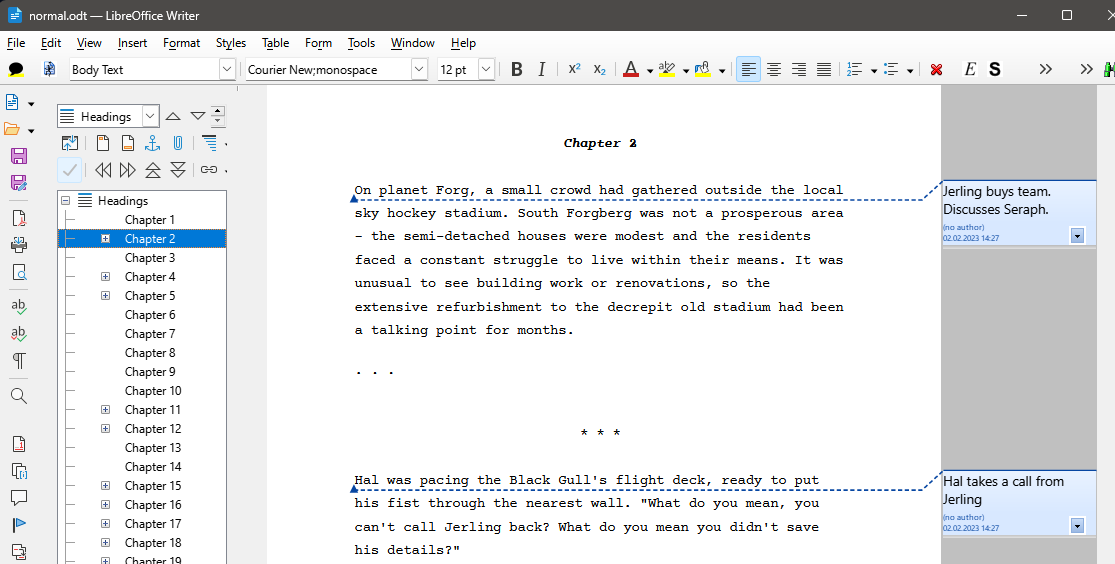 normal.odt — LibreOffice Writer
File Edit View Insert Format Styles Table Form Tools Window Help
Body Text Courier New;monospace 12 pt B I X² X₂ A E S
Headings
Headings
Chapter 1
Chapter 2
Chapter 3
Chapter 4
Chapter 5
Chapter 6
Chapter 7
Chapter 8
Chapter 9
Chapter 10
Chapter 11
Chapter 12
Chapter 13
Chapter 14
Chapter 15
Chapter 16
Chapter 17
Chapter 18
Chapter 19
Chapter 2
On planet Forg, a small crowd had gathered outside the local
sky hockey stadium. South Forgberg was not a prosperous area
– the semi-detached houses were modest and the residents
faced a constant struggle to live within their means. It was
unusual to see building work or renovations, so the
extensive refurbishment to the decrepit old stadium had been
a talking point for months.
. . .
* * *
Hal was pacing the Black Gull's flight deck, ready to put
his fist through the nearest wall. "What do you mean, you
can't call Jerling back? What do you mean you didn't save
his details?"
Jerling buys team.
Discusses Seraph.
(no author)
02.02.2023 14:27
Hal takes a call from
Jerling
(no author)
02.02.2023 14:27